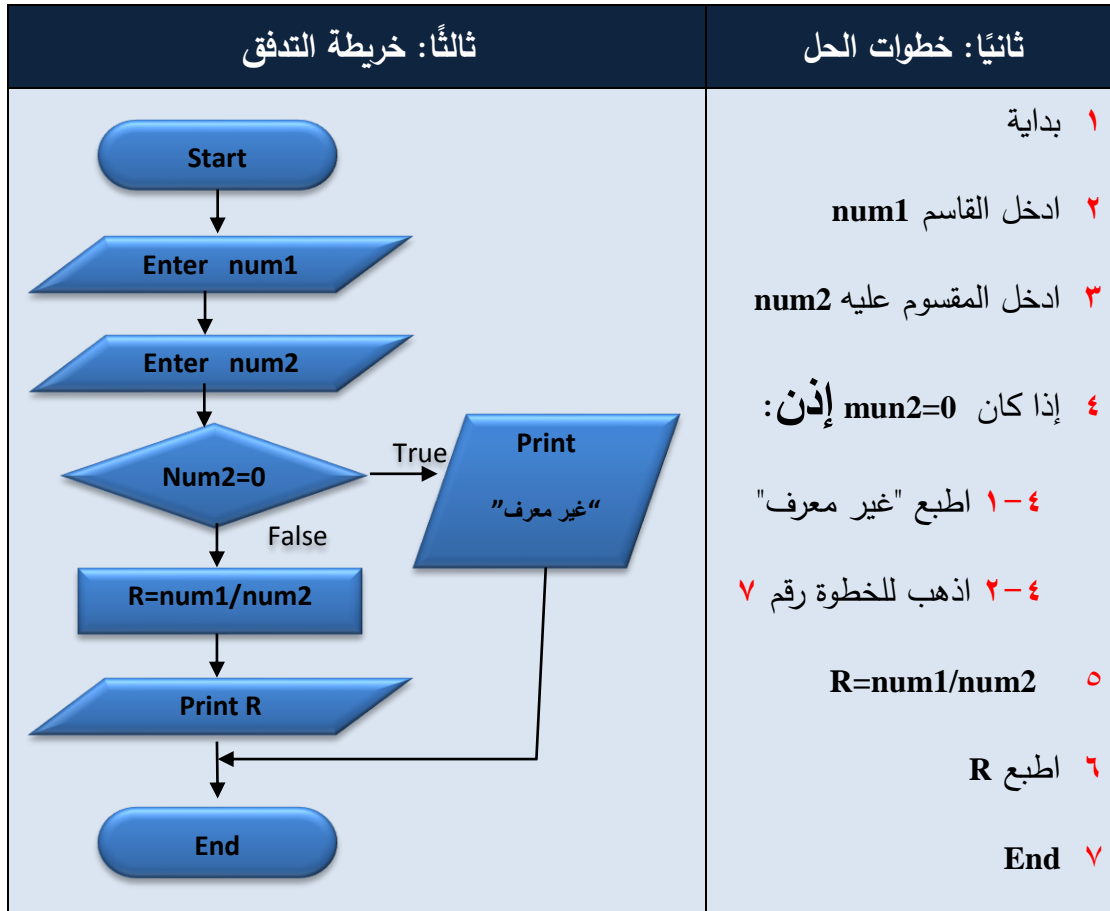 ثانيًا: خطوات الحل
١ بداية
٢ ادخل القاسم num1
٣ ادخل المقسوم عليه num2
٤ إذا كان mun2=0 إذن:
٤-١ اطبع "غير معرف"
٤-٢ اذهب للخطوة رقم ٧
٥ R=num1/num2
٦ اطبع R
٧ End
ثالثًا: خريطة التدفق
Start
Enter num1
Enter num2
Num2=0
True
Print
“غير معرف”
False
R=num1/num2
Print R
End